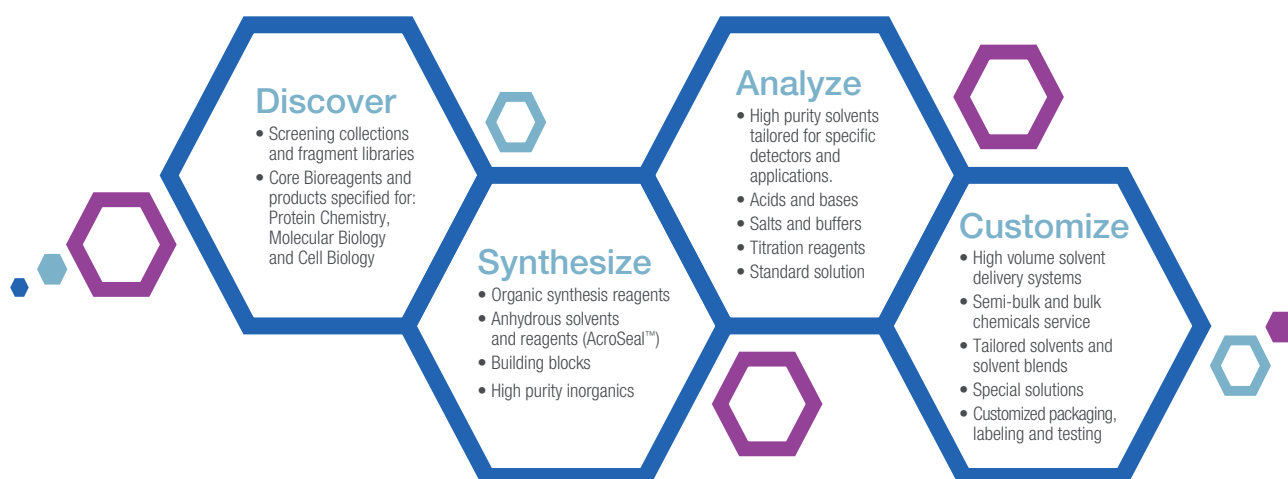 Discover
• Screening collections
and fragment libraries
• Core Bioreagents and
products specified for:
Protein Chemistry,
Molecular Biology
and Cell Biology
Synthesize
• Organic synthesis reagents
• Anhydrous solvents
and reagents (AcroSeal™)
• Building blocks
• High purity inorganics
Analyze
• High purity solvents
tailored for specific
detectors and
applications.
• Acids and bases
• Salts and buffers
• Titration reagents
• Standard solution
Customize
• High volume solvent
delivery systems
• Semi-bulk and bulk
chemicals service
• Tailored solvents and
solvent blends
• Special solutions
• Customized packaging,
labeling and testing